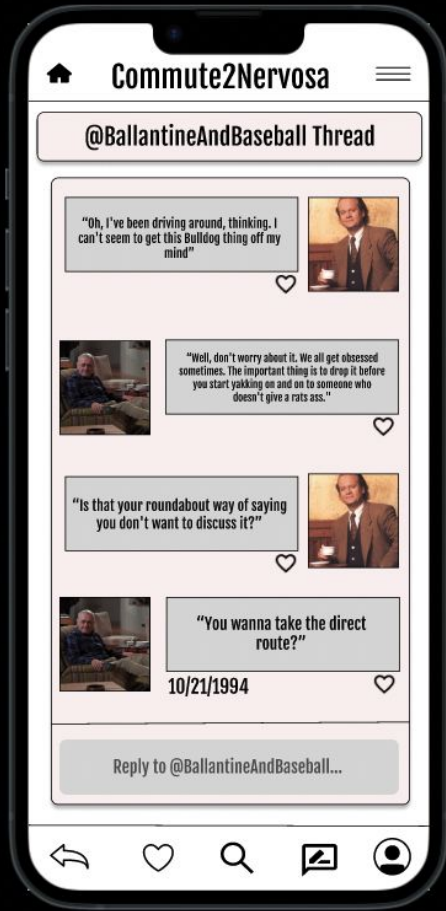 Commute2Nervosa
@BallantineAndBaseball Thread
“Oh, I've been driving around, thinking. I
can't seem to get this Bulldog thing off my
mind”
“Well, don't worry about it. We all get obsessed
sometimes. The important thing is to drop it before
you start yakking on and on to someone who
doesn't give a rats ass."
“Is that your roundabout way of saying
you don't want to discuss it?”
“You wanna take the direct
route?”
10/21/1994
Reply to @BallantineAndBaseball...